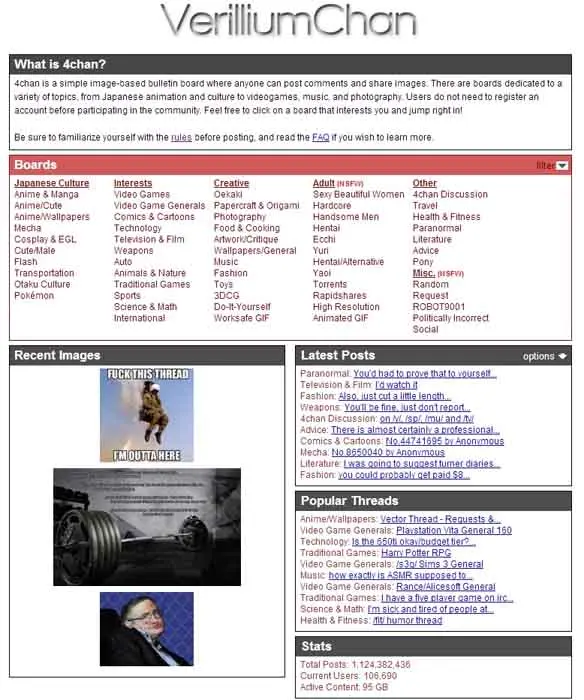 VerilliumChan
What is 4chan?
4chan is a simple image-based bulletin board where anyone can post comments and share images. There are boards dedicated to a
variety of topics, from Japanese animation and culture to videogames, music, and photography. Users do not need to register an
account before participating in the community. Feel free to click on a board that interests you and jump right in!
Be sure to familiarize yourself with the rules before posting, and read the FAQ if you wish to learn more.
Boards
filter
Japanese Culture
Anime & Manga
Anime/Cute
Anime/Wallpapers
Mecha
Cosplay & EGL
Cute/Male
Flash
Transportation
Otaku Culture
Pokémon
Interests
Video Games
Video Game Generals
Comics & Cartoons
Technology
Television & Film
Weapons
Auto
Animals & Nature
Traditional Games
Sports
Science & Math
International
Creative
Oekaki
Papercraft & Origami
Photography
Food & Cooking
Artwork/Critique
Wallpapers/General
Music
Fashion
Toys
3DCG
Do-It-Yourself
Worksafe GIF
Adult (NSFW)
Sexy Beautiful Women
Hardcore
Handsome Men
Hentai
Ecchi
Yuri
Hentai/Alternative
Yaoi
Torrents
Rapidshares
High Resolution
Animated GIF
Other
4chan Discussion
Travel
Health & Fitness
Paranormal
Literature
Advice
Pony
Misc. (NSFW)
Random
Request
ROBOT9001
Politically Incorrect
Social
Recent Images
FUCK THIS THREAD
I'M OUTTA HERE
Latest Posts
options
Paranormal: You'd had to prove that to yourself...
Television & Film: I'd watch it
Fashion: Also, just cut a little length...
Weapons: You'll be fine, just don't report...
4chan Discussion: on /v/, /sp/, /mu/ and /tv/
Advice: There is almost certainly a professional...
Comics & Cartoons: No.44741695 by Anonymous
Mecha: No.8650040 by Anonymous
Literature: I was going to suggest turner diaries...
Fashion: you could probably get paid $8...
Popular Threads
Anime/Wallpapers: Vector Thread - Requests &...
Video Game Generals: Playstation Vita General 160
Technology: Is the 650ti okay/budget tier?...
Traditional Games: Harry Potter RPG
Video Game Generals: /s3g/ Sims 3 General
Music: how exactly is ASMR supposed to...
Video Game Generals: Rance/Alicesoft General
Traditional Games: I have a five player game on irc...
Science & Math: I'm sick and tired of people at...
Health & Fitness: /fit/ humor thread
Stats
Total Posts: 1,124,382,436
Current Users: 106,690
Active Content: 95 GB